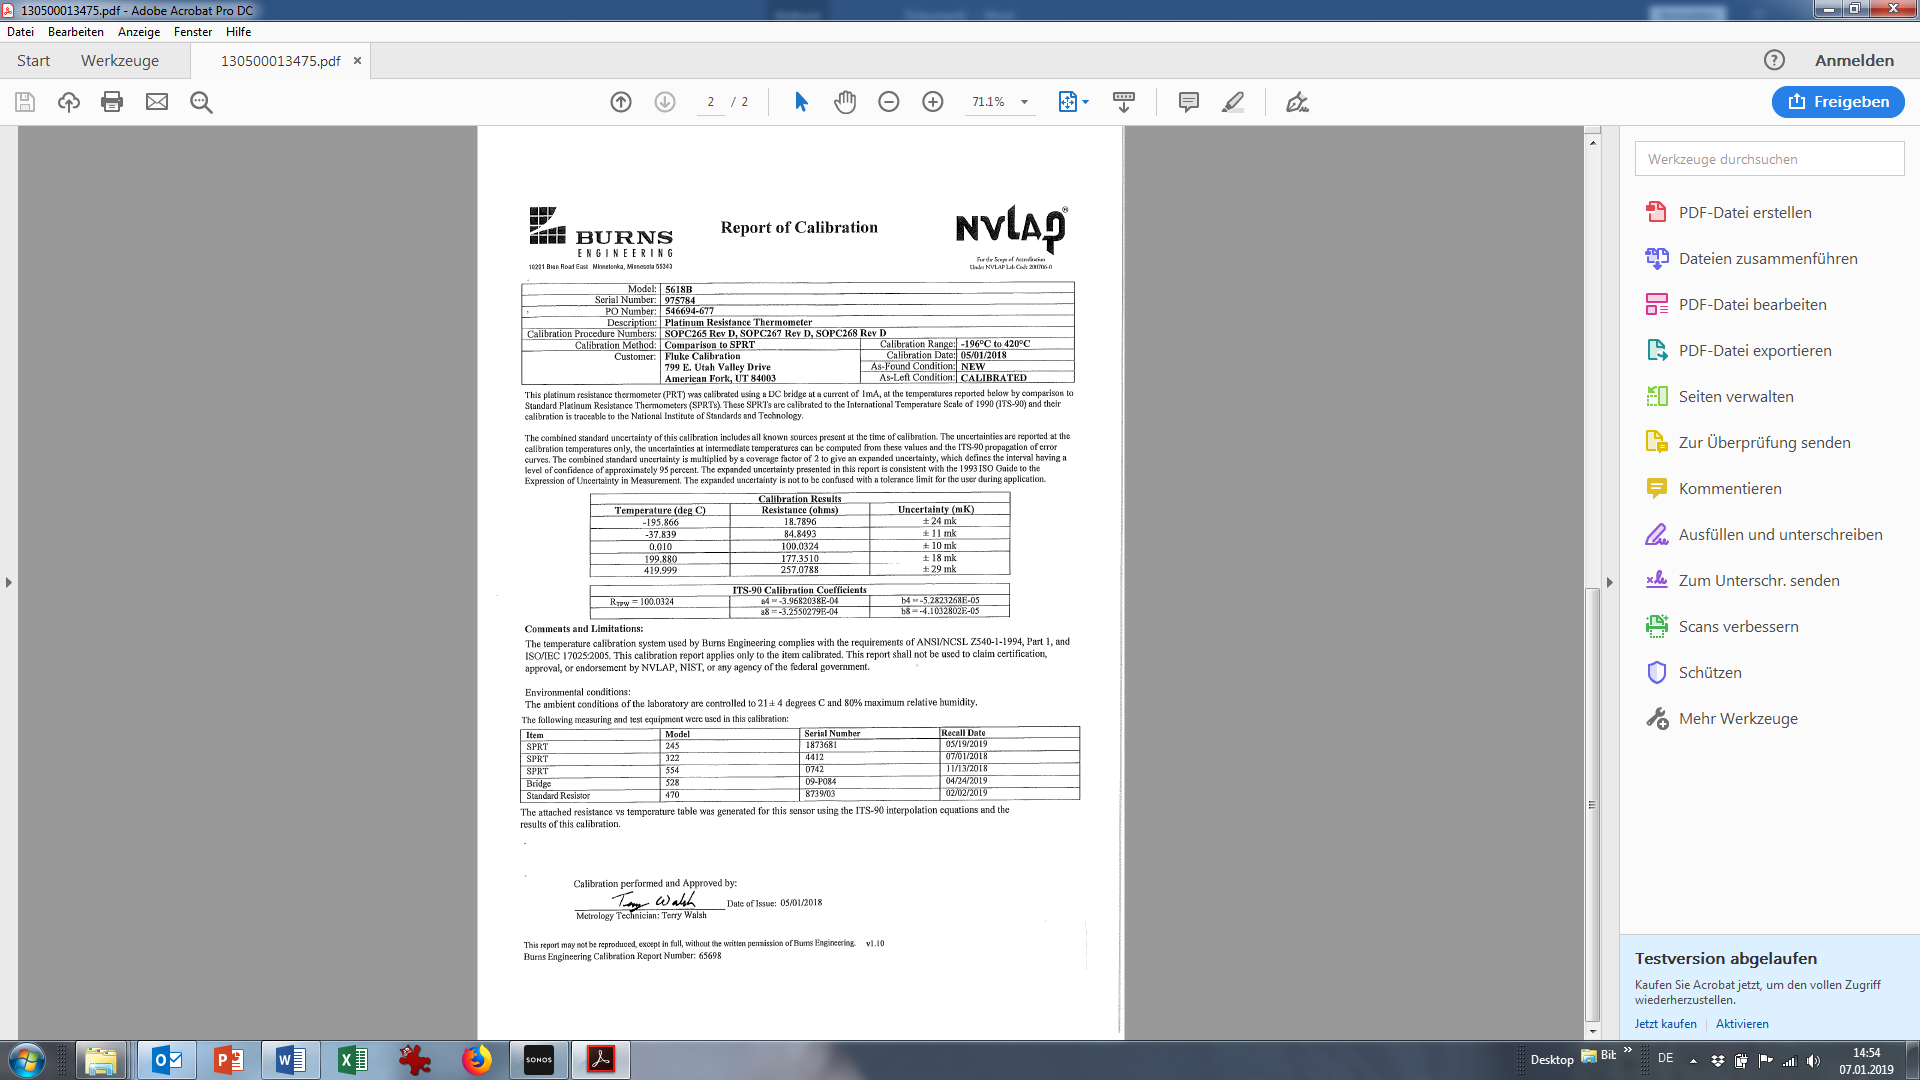 130500013475.pdf - Adobe Acrobat Pro DC
Datei Bearbeiten Anzeige Fenster Hilfe
Start Werkzeuge 130500013475.pdf × Anmelden
2 / 2 71.1% Freigeben
BURNS
ENGINEERING
10201 Bren Road East Minnetonka, Minnesota 55343
Report of Calibration
NVLAP®
For the Scope of Accreditation
Under NVLAP Lab Code 200706-0
Model: 5618B
Serial Number: 975784
PO Number: 546694-677
Description: Platinum Resistance Thermometer
Calibration Procedure Numbers: SOPC265 Rev D, SOPC267 Rev D, SOPC268 Rev D
Calibration Method: Comparison to SPRT Calibration Range: -196°C to 420°C
Customer: Fluke Calibration Calibration Date: 05/01/2018
799 E. Utah Valley Drive As-Found Condition: NEW
American Fork, UT 84003 As-Left Condition: CALIBRATED
This platinum resistance thermometer (PRT) was calibrated using a DC bridge at a current of 1mA, at the temperatures reported below by comparison to
Standard Platinum Resistance Thermometers (SPRTs). These SPRTs are calibrated to the International Temperature Scale of 1990 (ITS-90) and their
calibration is traceable to the National Institute of Standards and Technology.
The combined standard uncertainty of this calibration includes all known sources present at the time of calibration. The uncertainties are reported at the
calibration temperatures only, the uncertainties at intermediate temperatures can be computed from these values and the ITS-90 propagation of error
curves. The combined standard uncertainty is multiplied by a coverage factor of 2 to give an expanded uncertainty, which defines the interval having a
level of confidence of approximately 95 percent. The expanded uncertainty presented in this report is consistent with the 1993 ISO Guide to the
Expression of Uncertainty in Measurement. The expanded uncertainty is not to be confused with a tolerance limit for the user during application.
Calibration Results
Temperature (deg C) Resistance (ohms) Uncertainty (mK)
-195.866 18.7896 ± 24 mk
-37.839 84.8493 ± 11 mk
0.010 100.0324 ± 10 mk
199.880 177.3510 ± 18 mk
419.999 257.0788 ± 29 mk
ITS-90 Calibration Coefficients
RTPW = 100.0324 a4 = -3.9682038E-04 b4 = -5.2823268E-05
a8 = -3.2550279E-04 b8 = -4.1032802E-05
Comments and Limitations:
The temperature calibration system used by Burns Engineering complies with the requirements of ANSI/NCSL Z540-1-1994, Part 1, and
ISO/IEC 17025:2005. This calibration report applies only to the item calibrated. This report shall not be used to claim certification,
approval, or endorsement by NVLAP, NIST, or any agency of the federal government.
Environmental conditions:
The ambient conditions of the laboratory are controlled to 21± 4 degrees C and 80% maximum relative humidity.
The following measuring and test equipment were used in this calibration:
Item Model Serial Number Recall Date
SPRT 245 1873681 05/19/2019
SPRT 322 4412 07/01/2018
SPRT 554 0742 11/13/2018
Bridge 528 09-P084 04/24/2019
Standard Resistor 470 8739/03 02/02/2019
The attached resistance vs temperature table was generated for this sensor using the ITS-90 interpolation equations and the
results of this calibration.
Calibration performed and Approved by:
Terry Walsh Date of Issue: 05/01/2018
Metrology Technician: Terry Walsh
This report may not be reproduced, except in full, without the written permission of Burns Engineering. v1.10
Burns Engineering Calibration Report Number: 65698
Werkzeuge durchsuchen
PDF-Datei erstellen
Dateien zusammenführen
PDF-Datei bearbeiten
PDF-Datei exportieren
Seiten verwalten
Zur Überprüfung senden
Kommentieren
Ausfüllen und unterschreiben
Zum Unterschr. senden
Scans verbessern
Schützen
Mehr Werkzeuge
Testversion abgelaufen
Kaufen Sie Acrobat jetzt, um den vollen Zugriff
wiederherzustellen.
Jetzt kaufen Aktivieren
SONOS Desktop Bib » DE 14:54
07.01.2019